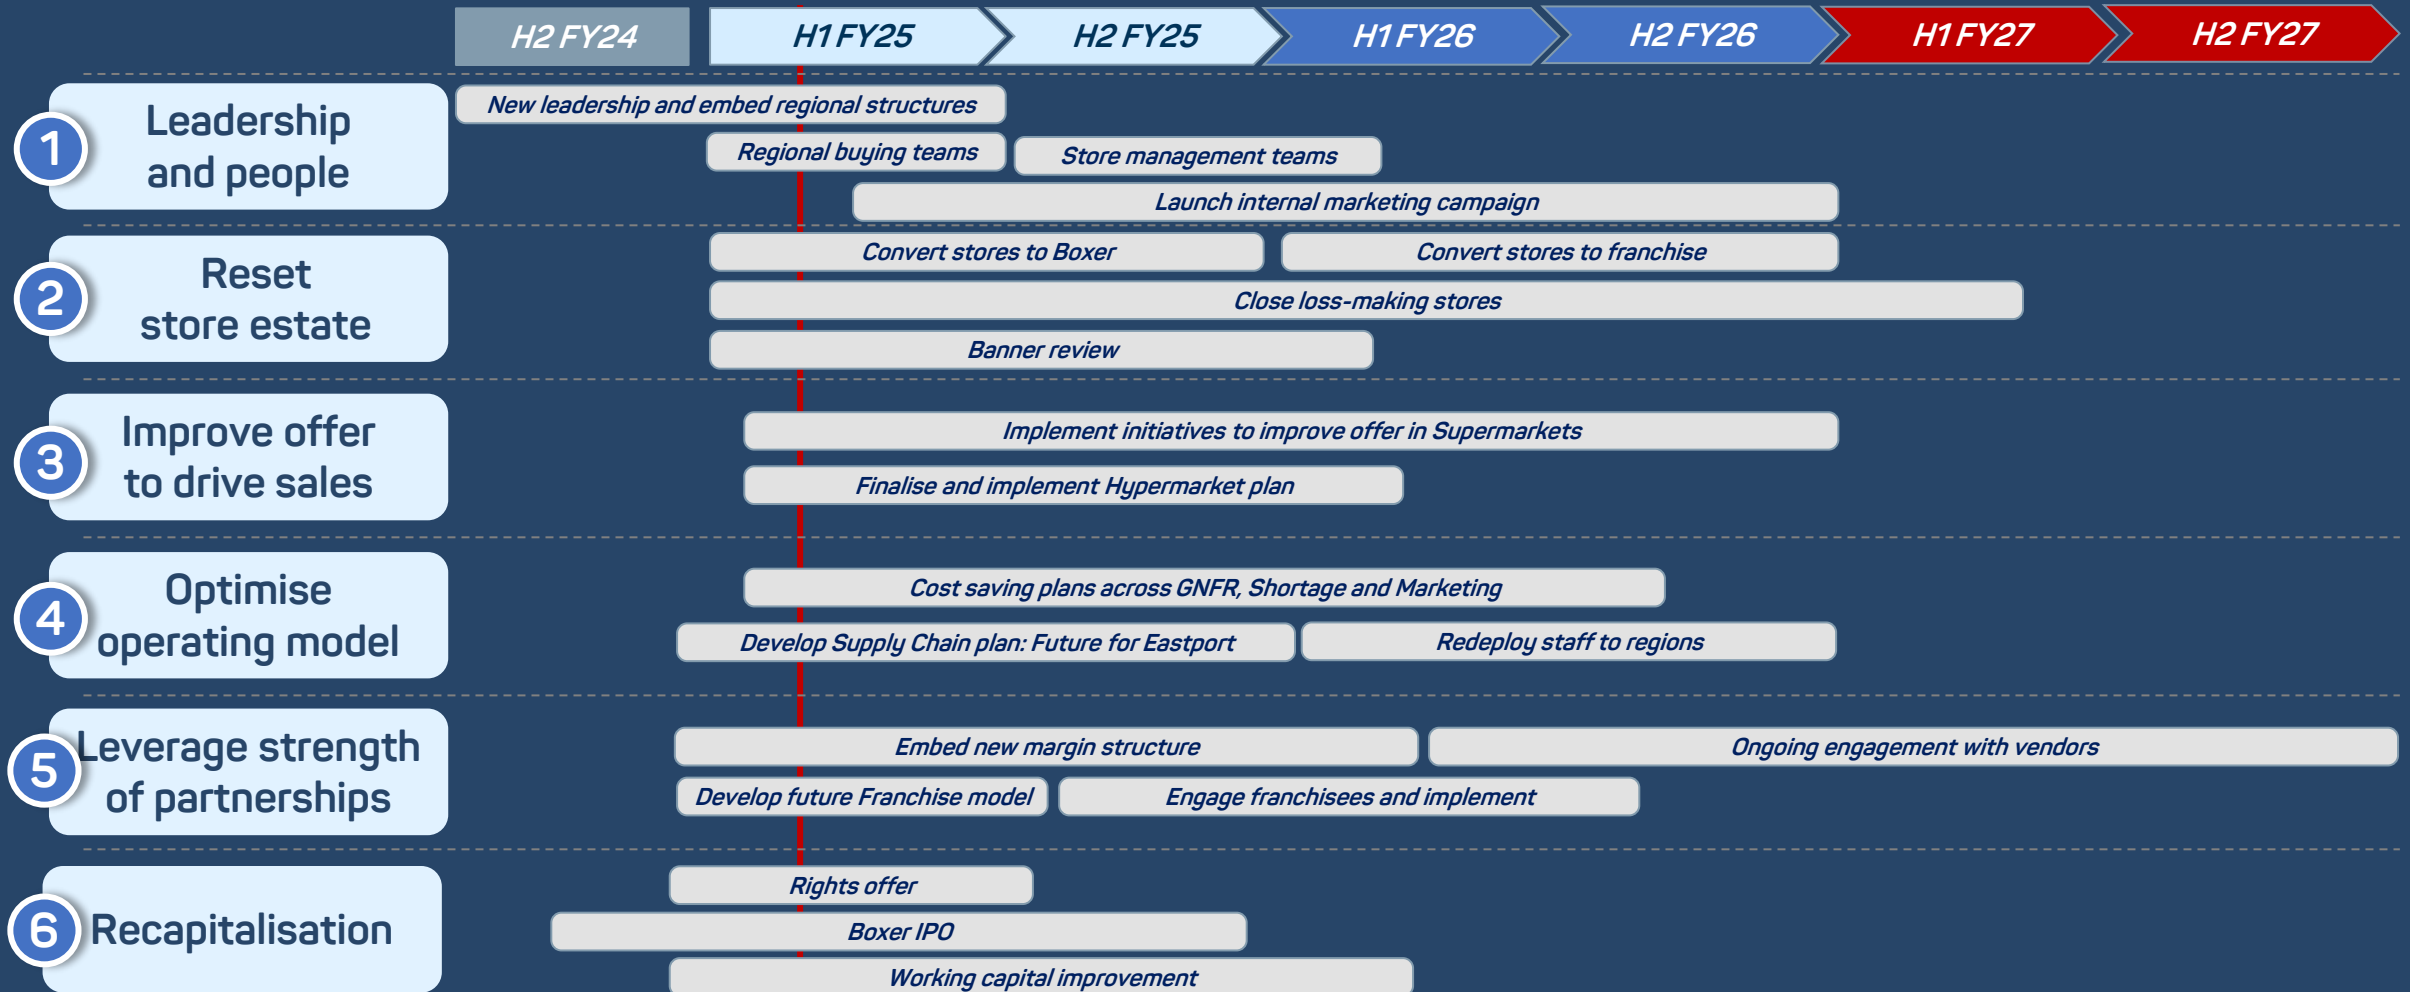 H2 FY24
H1 FY25
H2 FY25
H1 FY26
H2 FY26
H1 FY27
H2 FY27
1
Leadership
and people
New leadership and embed regional structures
Regional buying teams
Store management teams
Launch internal marketing campaign
2
Reset
store estate
Convert stores to Boxer
Convert stores to franchise
Close loss-making stores
Banner review
3
Improve offer
to drive sales
Implement initiatives to improve offer in Supermarkets
Finalise and implement Hypermarket plan
4
Optimise
operating model
Cost saving plans across GNFR, Shortage and Marketing
Develop Supply Chain plan: Future for Eastport
Redeploy staff to regions
5
Leverage strength
of partnerships
Embed new margin structure
Ongoing engagement with vendors
Develop future Franchise model
Engage franchisees and implement
6
Recapitalisation
Rights offer
Boxer IPO
Working capital improvement